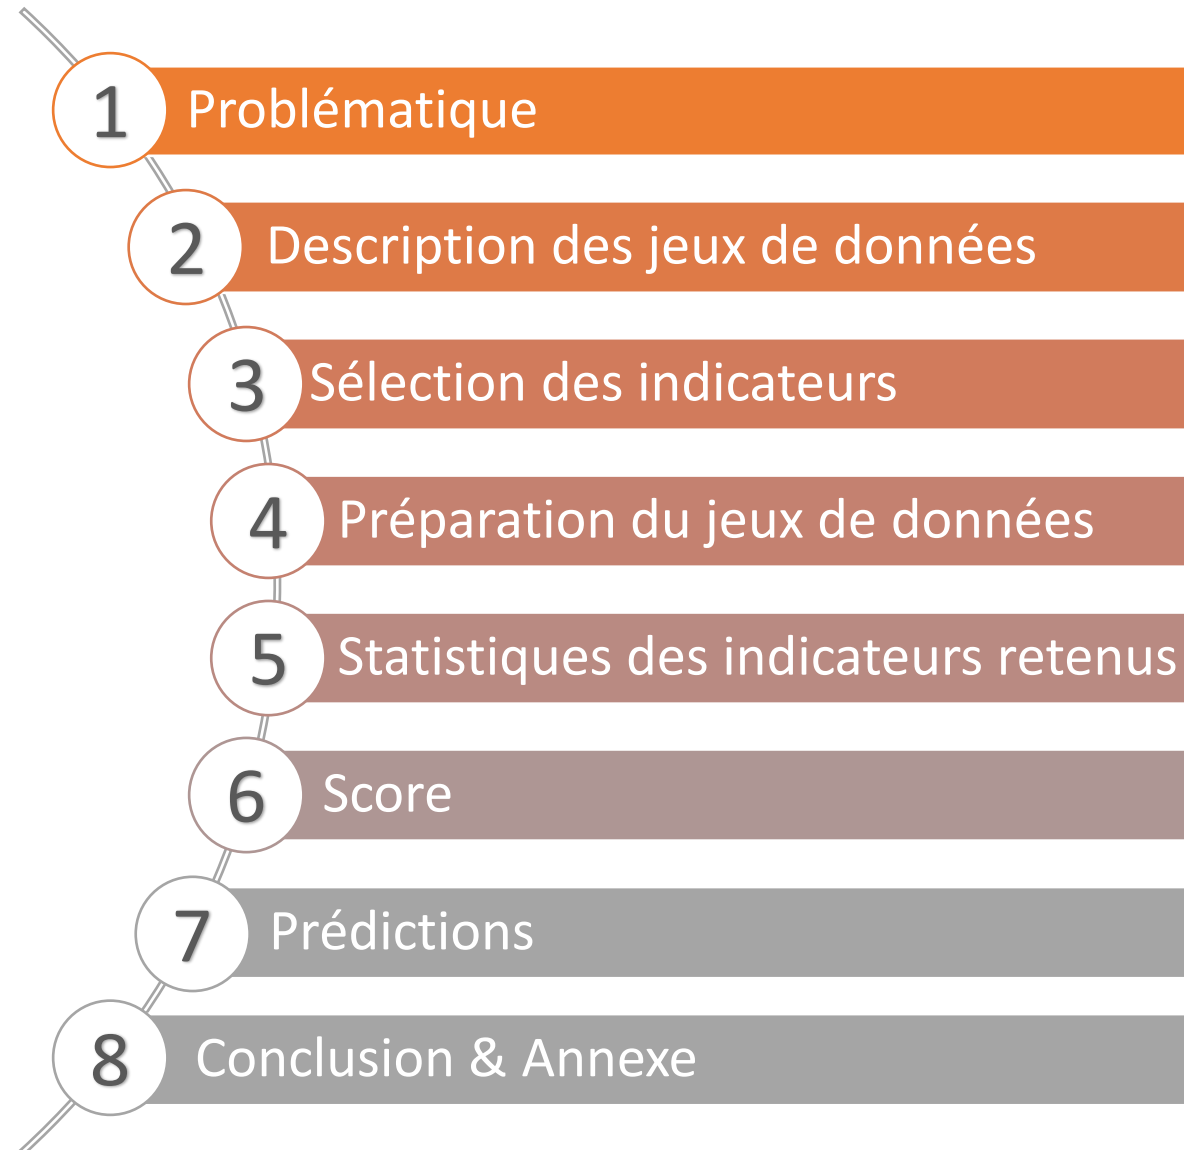 1 Problématique
2 Description des jeux de données
3 Sélection des indicateurs
4 Préparation du jeux de données
5 Statistiques des indicateurs retenus
6 Score
7 Prédictions
8 Conclusion & Annexe